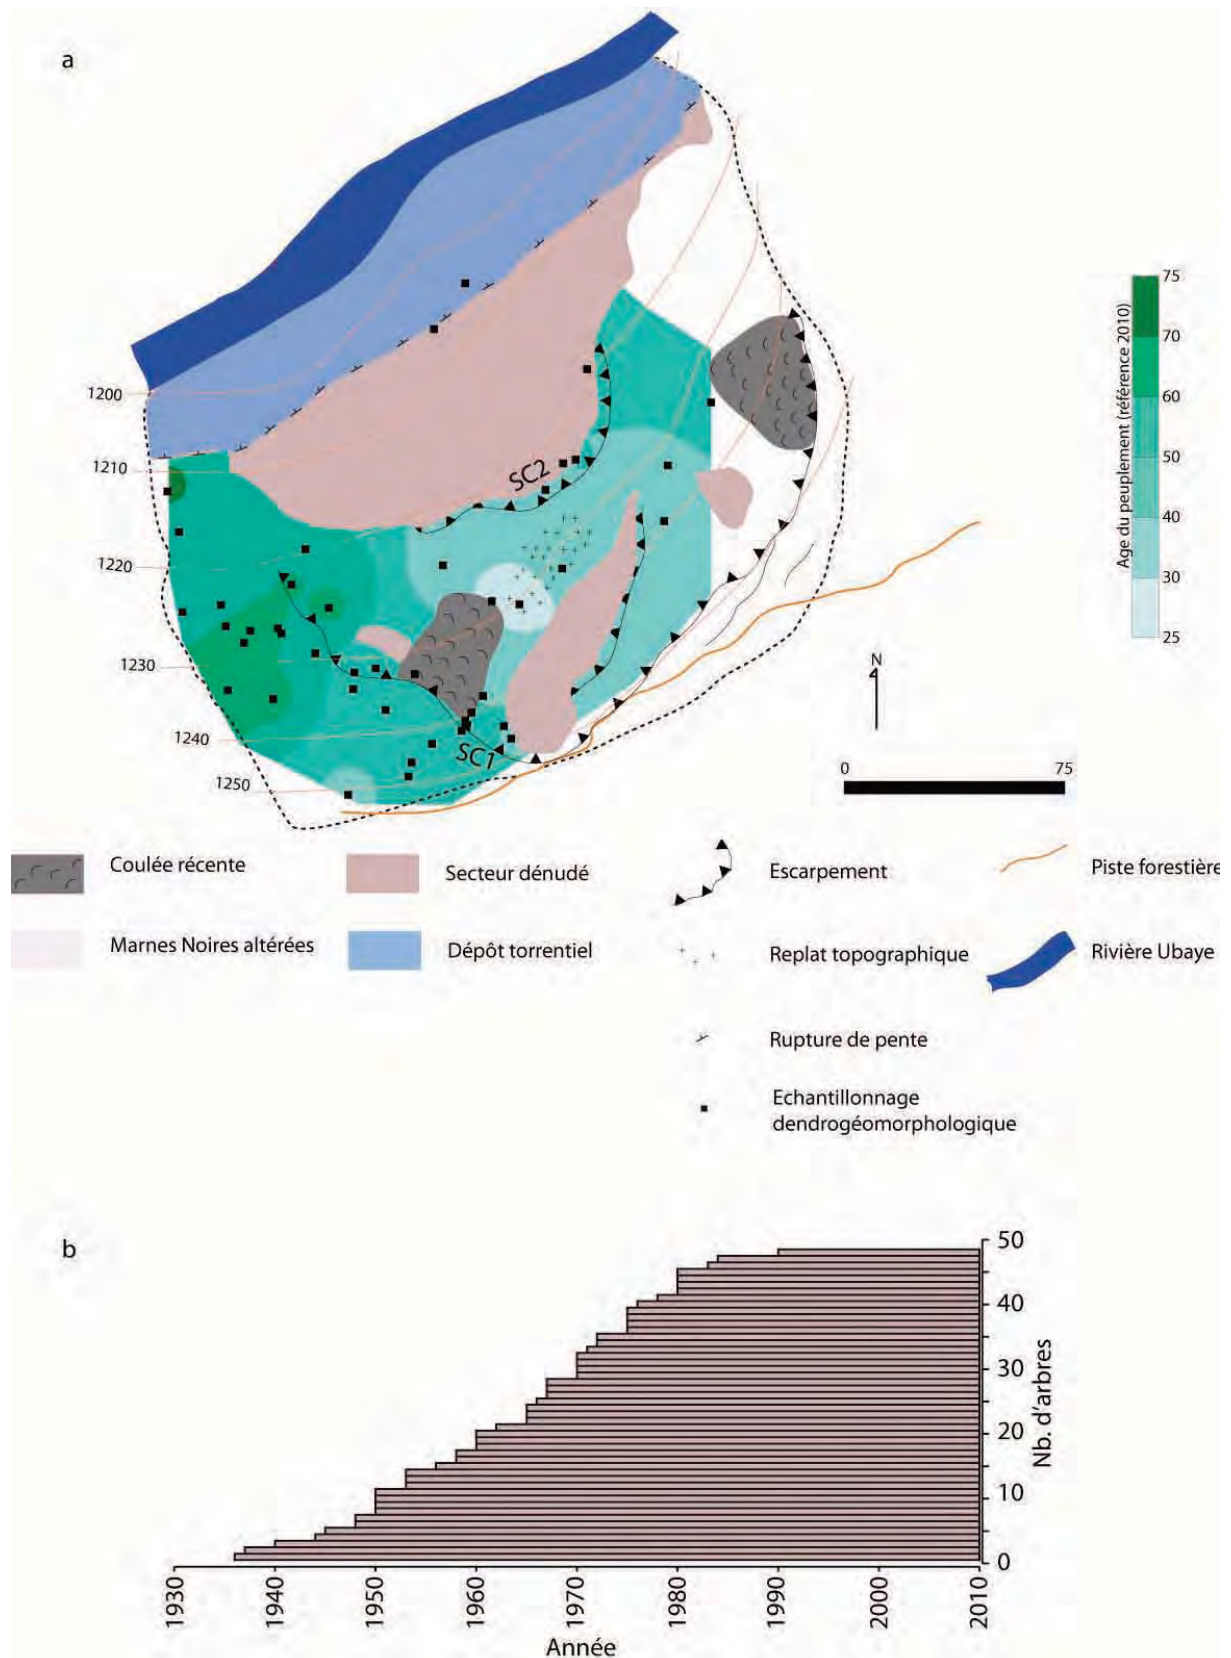 a
1200
1210
1220
1230
1240
1250
SC2
SC1
N
0 75
Age du peuplement (référence 2010)
75
70
60
50
40
30
25
Coulée récente
Secteur dénudé
Escarpement
Piste forestière
Marnes Noires altérées
Dépôt torrentiel
Replat topographique
Rivière Ubaye
Rupture de pente
Echantillonnage
dendrogéomorphologique
b
50
40
30
20
10
0
Nb. d'arbres
1930 1940 1950 1960 1970 1980 1990 2000 2010
Année